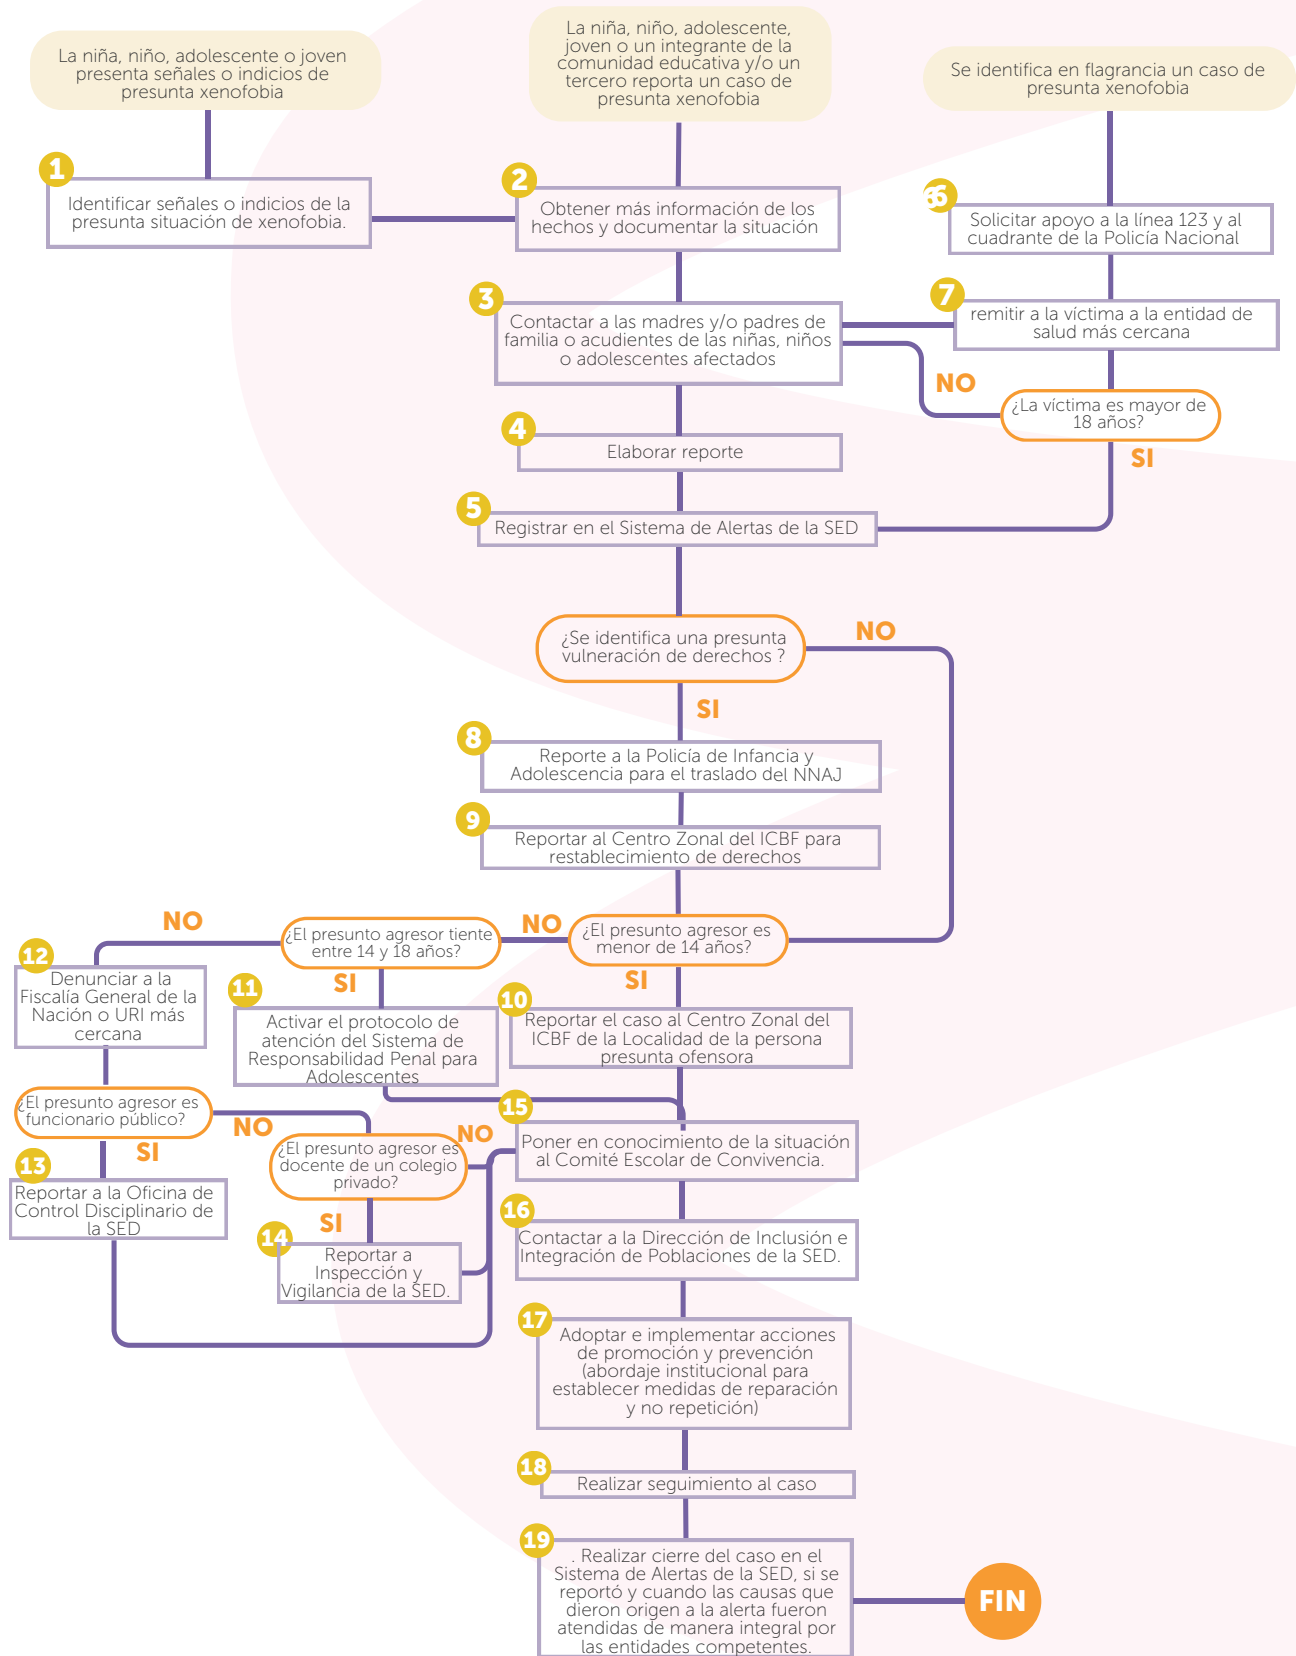 La niña, niño, adolescente o joven
presenta señales o indicios de
presunta xenofobia
La niña, niño, adolescente,
joven o un integrante de la
comunidad educativa y/o un
tercero reporta un caso de
presunta xenofobia
Se identifica en flagrancia un caso de
presunta xenofobia
1
Identificar señales o indicios de la
presunta situación de xenofobia.
2
Obtener más información de los
hechos y documentar la situación
6
Solicitar apoyo a la línea 123 y al
cuadrante de la Policía Nacional
3
Contactar a las madres y/o padres de
familia o acudientes de las niñas, niños
o adolescentes afectados
7
remitir a la víctima a la entidad de
salud más cercana
NO
¿La víctima es mayor de
18 años?
SI
4
Elaborar reporte
5
Registrar en el Sistema de Alertas de la SED
¿Se identifica una presunta
vulneración de derechos ?
NO
SI
8
Reporte a la Policía de Infancia y
Adolescencia para el traslado del NNAJ
9
Reportar al Centro Zonal del ICBF para
restablecimiento de derechos
¿El presunto agresor es
menor de 14 años?
NO
SI
¿El presunto agresor tiente
entre 14 y 18 años?
NO
SI
10
Reportar el caso al Centro Zonal del
ICBF de la Localidad de la persona
presunta ofensora
11
Activar el protocolo de
atención del Sistema de
Responsabilidad Penal para
Adolescentes
12
Denunciar a la
Fiscalía General de la
Nación o URI más
cercana
¿El presunto agresor es
funcionario público?
NO
SI
13
Reportar a la Oficina de
Control Disciplinario de
la SED
¿El presunto agresor es
docente de un colegio
privado?
NO
SI
14
Reportar a
Inspección y
Vigilancia de la SED.
15
Poner en conocimiento de la situación
al Comité Escolar de Convivencia.
16
Contactar a la Dirección de Inclusión e
Integración de Poblaciones de la SED.
17
Adoptar e implementar acciones
de promoción y prevención
(abordaje institucional para
establecer medidas de reparación
y no repetición)
18
Realizar seguimiento al caso
19
. Realizar cierre del caso en el
Sistema de Alertas de la SED, si se
reportó y cuando las causas que
dieron origen a la alerta fueron
atendidas de manera integral por
las entidades competentes.
FIN